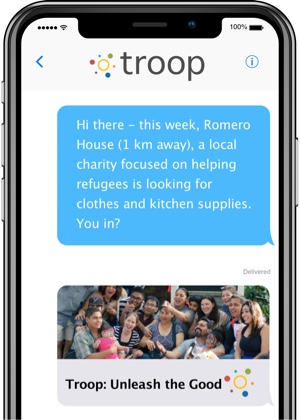 100%
troop
Hi there – this week, Romero
House (1 km away), a local
charity focused on helping
refugees is looking for
clothes and kitchen supplies.
You in?
Delivered
Troop: Unleash the Good